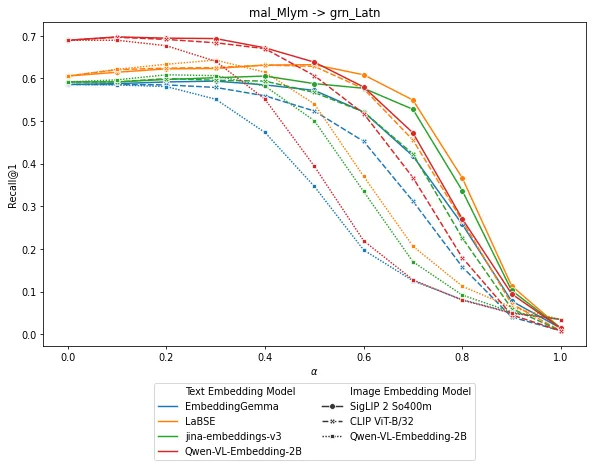 mal_Mlym -> grn_Latn
0.7
0.6
0.5
0.4
0.3
0.2
0.1
0.0
Recall@1
0.0 0.2 0.4 0.6 0.8 1.0
α
Text Embedding Model
EmbeddingGemma
LaBSE
jina-embeddings-v3
Qwen-VL-Embedding-2B
Image Embedding Model
SigLIP 2 So400m
CLIP ViT-B/32
Qwen-VL-Embedding-2B